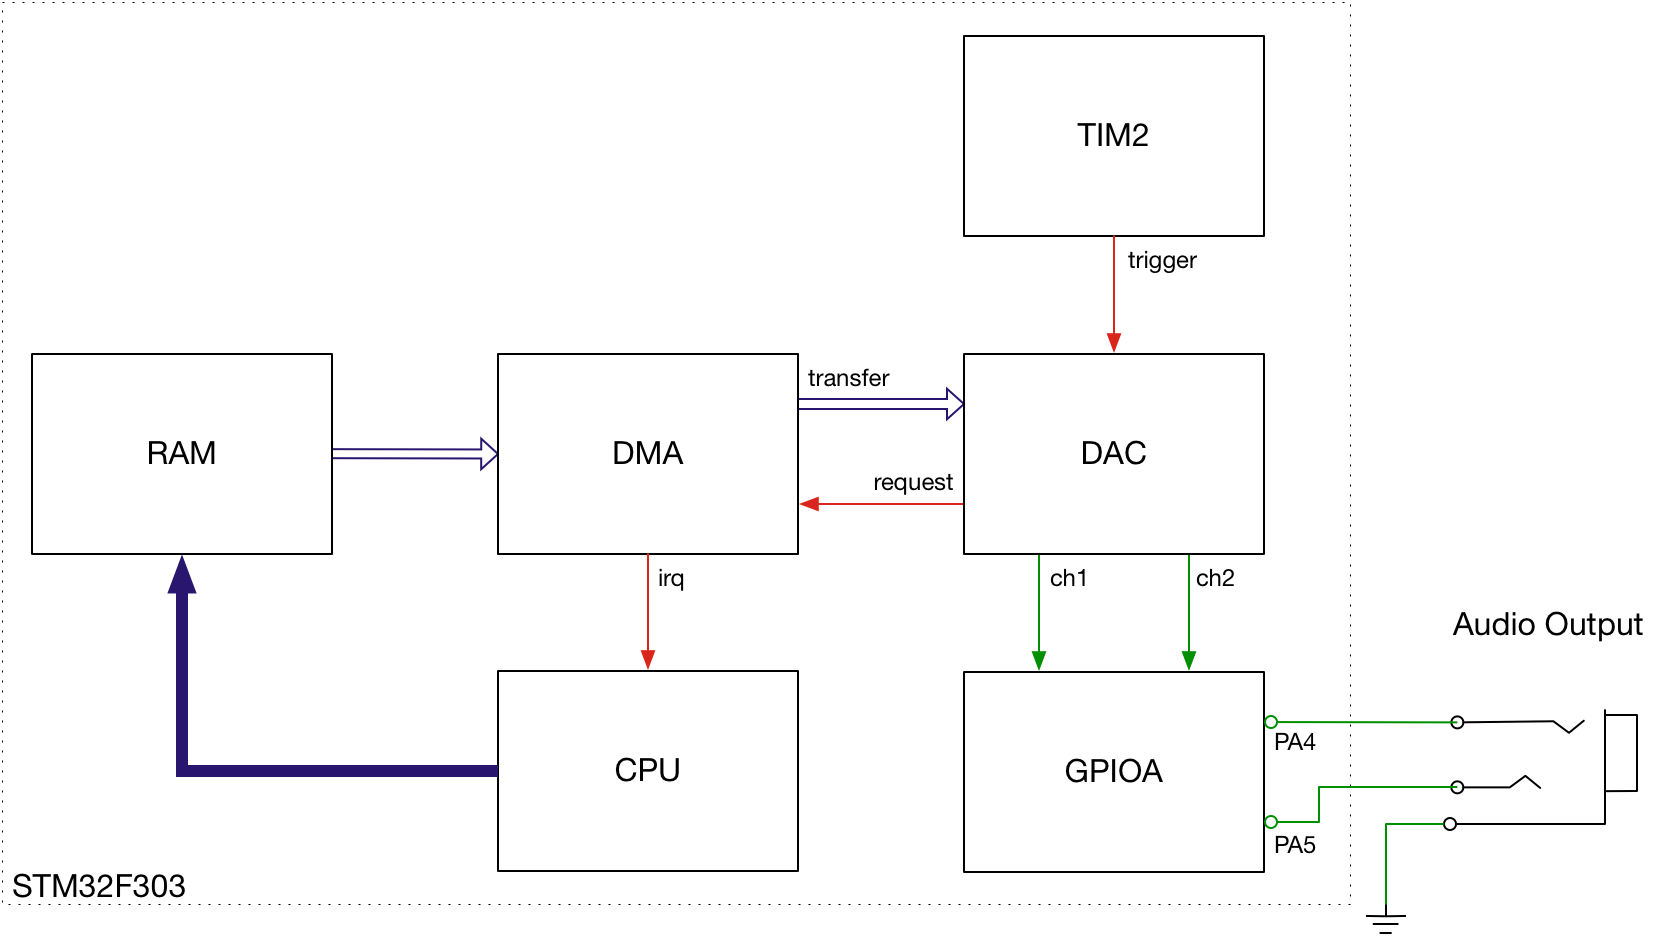 TIM2
trigger
RAM
DMA
transfer
request
DAC
irq
ch1
ch2
CPU
GPIOA
PA4
PA5
Audio Output
STM32F303